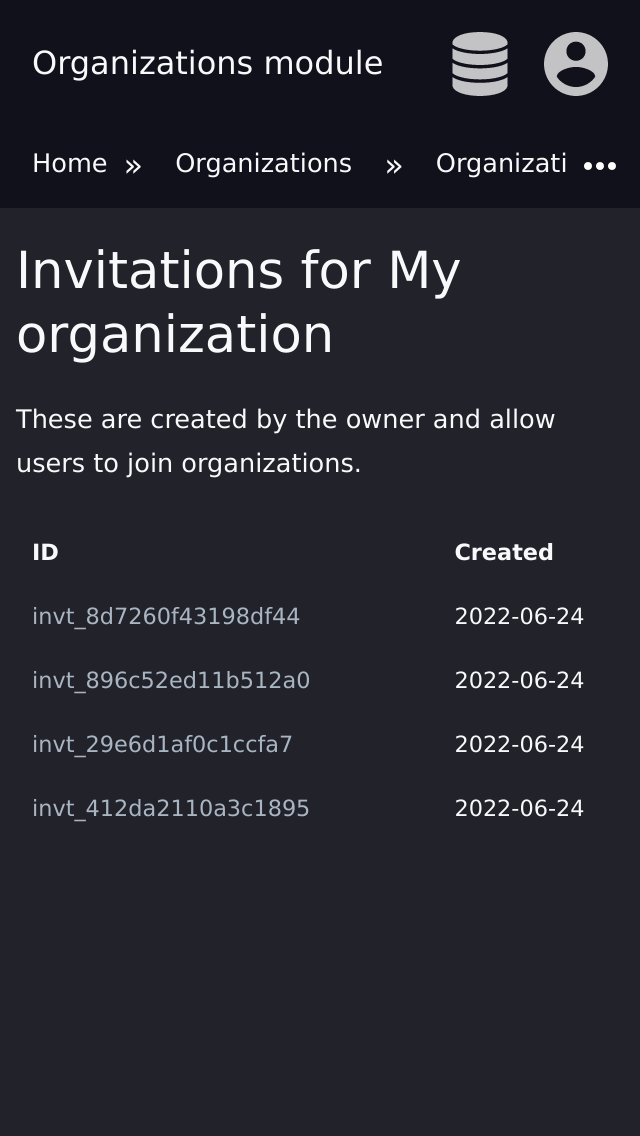 Organizations module
Home » Organizations » Organizati •••
Invitations for My
organization
These are created by the owner and allow
users to join organizations.
ID Created
invt_8d7260f43198df44 2022-06-24
invt_896c52ed11b512a0 2022-06-24
invt_29e6d1af0c1ccfa7 2022-06-24
invt_412da2110a3c1895 2022-06-24